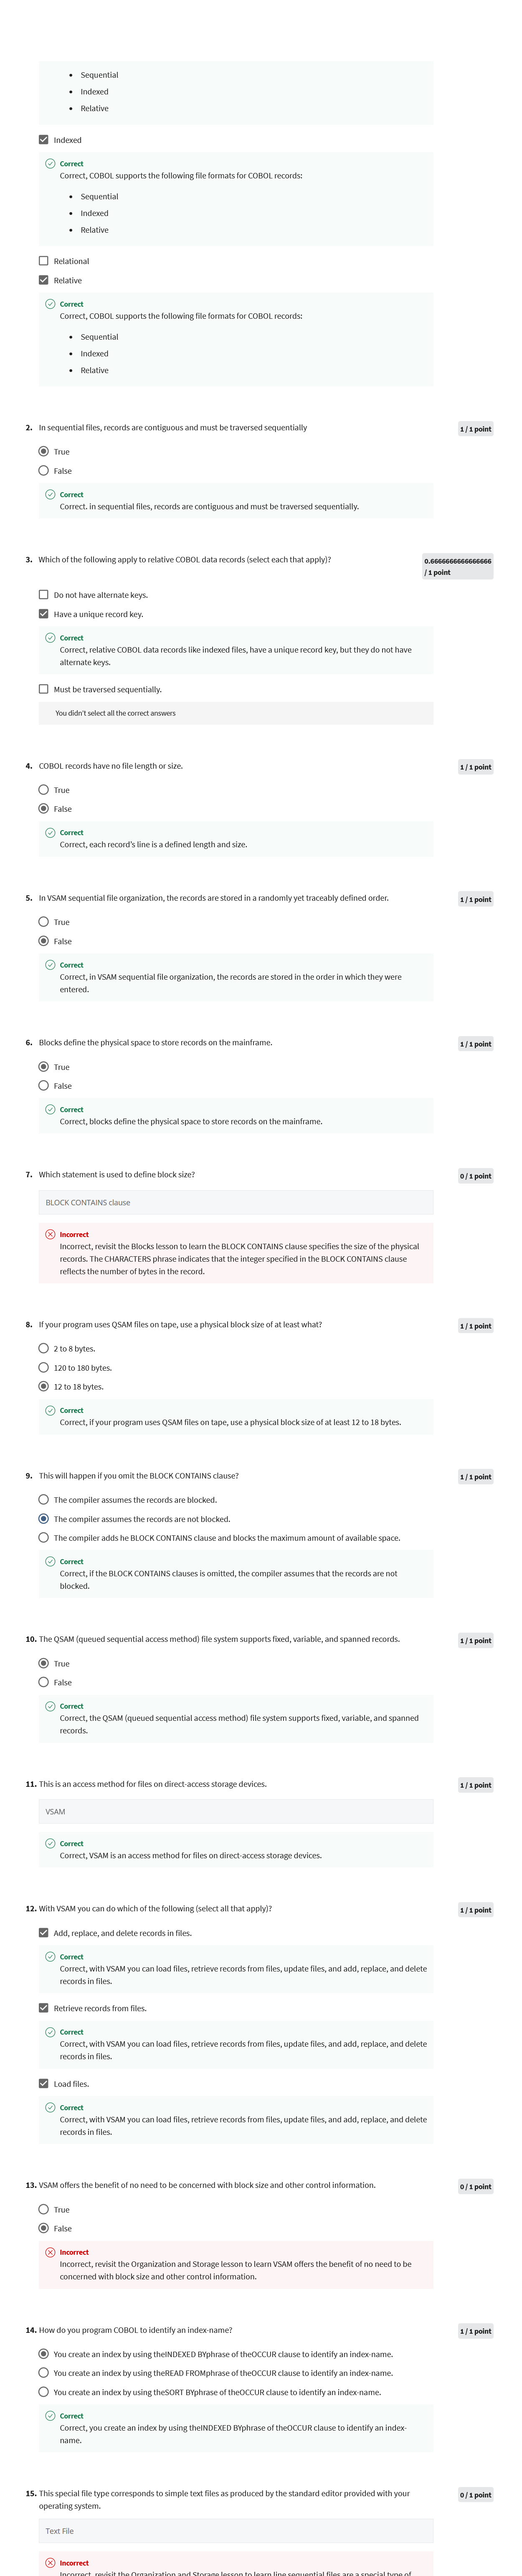 Sequential
Indexed
Relative
Indexed
Correct
Correct, COBOL supports the following file formats for COBOL records:
Sequential
Indexed
Relative
Relational
Relative
Correct
Correct, COBOL supports the following file formats for COBOL records:
Sequential
Indexed
Relative
2. In sequential files, records are contiguous and must be traversed sequentially
1 / 1 point
True
False
Correct
Correct. in sequential files, records are contiguous and must be traversed sequentially.
3. Which of the following apply to relative COBOL data records (select each that apply)?
0.6666666666666666
/ 1 point
Do not have alternate keys.
Have a unique record key.
Correct
Correct, relative COBOL data records like indexed files, have a unique record key, but they do not have
alternate keys.
Must be traversed sequentially.
You didn't select all the correct answers
4. COBOL records have no file length or size.
1 / 1 point
True
False
Correct
Correct, each record's line is a defined length and size.
5. In VSAM sequential file organization, the records are stored in a randomly yet traceably defined order.
1 / 1 point
True
False
Correct
Correct, in VSAM sequential file organization, the records are stored in the order in which they were
entered.
6. Blocks define the physical space to store records on the mainframe.
1 / 1 point
True
False
Correct
Correct, blocks define the physical space to store records on the mainframe.
7. Which statement is used to define block size?
0 / 1 point
BLOCK CONTAINS clause
Incorrect
Incorrect, revisit the Blocks lesson to learn the BLOCK CONTAINS clause specifies the size of the physical
records. The CHARACTERS phrase indicates that the integer specified in the BLOCK CONTAINS clause
reflects the number of bytes in the record.
8. If your program uses QSAM files on tape, use a physical block size of at least what?
1 / 1 point
2 to 8 bytes.
120 to 180 bytes.
12 to 18 bytes.
Correct
Correct, if your program uses QSAM files on tape, use a physical block size of at least 12 to 18 bytes.
9. This will happen if you omit the BLOCK CONTAINS clause?
1 / 1 point
The compiler assumes the records are blocked.
The compiler assumes the records are not blocked.
The compiler adds he BLOCK CONTAINS clause and blocks the maximum amount of available space.
Correct
Correct, if the BLOCK CONTAINS clauses is omitted, the compiler assumes that the records are not
blocked.
10. The QSAM (queued sequential access method) file system supports fixed, variable, and spanned records.
1 / 1 point
True
False
Correct
Correct, the QSAM (queued sequential access method) file system supports fixed, variable, and spanned
records.
11. This is an access method for files on direct-access storage devices.
1 / 1 point
VSAM
Correct
Correct, VSAM is an access method for files on direct-access storage devices.
12. With VSAM you can do which of the following (select all that apply)?
1 / 1 point
Add, replace, and delete records in files.
Correct
Correct, with VSAM you can load files, retrieve records from files, update files, and add, replace, and delete
records in files.
Retrieve records from files.
Correct
Correct, with VSAM you can load files, retrieve records from files, update files, and add, replace, and delete
records in files.
Load files.
Correct
Correct, with VSAM you can load files, retrieve records from files, update files, and add, replace, and delete
records in files.
13. VSAM offers the benefit of no need to be concerned with block size and other control information.
0 / 1 point
True
False
Incorrect
Incorrect, revisit the Organization and Storage lesson to learn VSAM offers the benefit of no need to be
concerned with block size and other control information.
14. How do you program COBOL to identify an index-name?
1 / 1 point
You create an index by using theINDEXED BYphrase of theOCCUR clause to identify an index-name.
You create an index by using theREAD FROMphrase of theOCCUR clause to identify an index-name.
You create an index by using theSORT BYphrase of theOCCUR clause to identify an index-name.
Correct
Correct, you create an index by using theINDEXED BYphrase of theOCCUR clause to identify an index-
name.
15. This special file type corresponds to simple text files as produced by the standard editor provided with your
operating system.
0 / 1 point
Text File
Incorrect
Incorrect, revisit the Organization and Storage lesson to learn line sequential files are a special type of